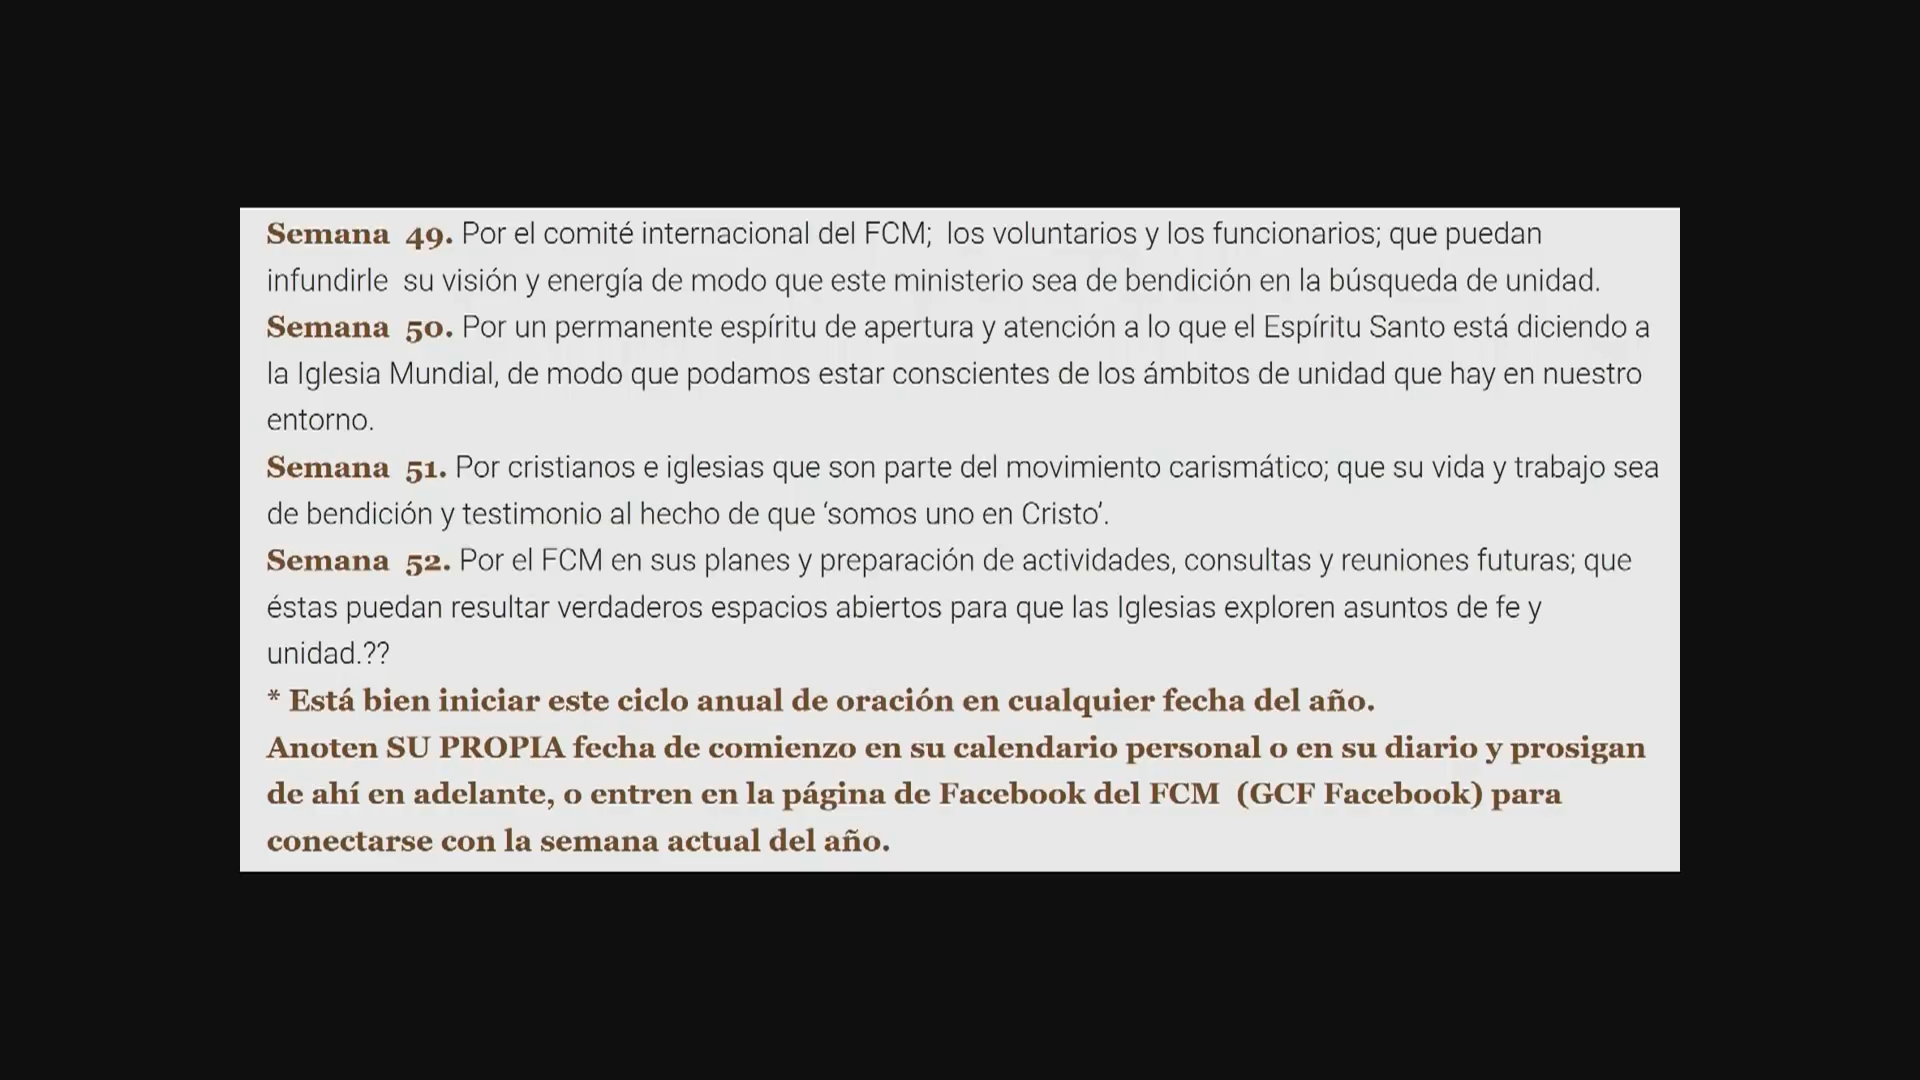 Semana 49. Por el comité internacional del FCM; los voluntarios y los funcionarios; que puedan
infundirle su visión y energía de modo que este ministerio sea de bendición en la búsqueda de unidad.
Semana 50. Por un permanente espíritu de apertura y atención a lo que el Espíritu Santo está diciendo a
la Iglesia Mundial, de modo que podamos estar conscientes de los ámbitos de unidad que hay en nuestro
entorno.
Semana 51. Por cristianos e iglesias que son parte del movimiento carismático; que su vida y trabajo sea
de bendición y testimonio al hecho de que ‘somos uno en Cristo’.
Semana 52. Por el FCM en sus planes y preparación de actividades, consultas y reuniones futuras; que
éstas puedan resultar verdaderos espacios abiertos para que las Iglesias exploren asuntos de fe y
unidad.??
* Está bien iniciar este ciclo anual de oración en cualquier fecha del año.
Anoten SU PROPIA fecha de comienzo en su calendario personal o en su diario y prosigan
de ahí en adelante, o entren en la página de Facebook del FCM (GCF Facebook) para
conectarse con la semana actual del año.